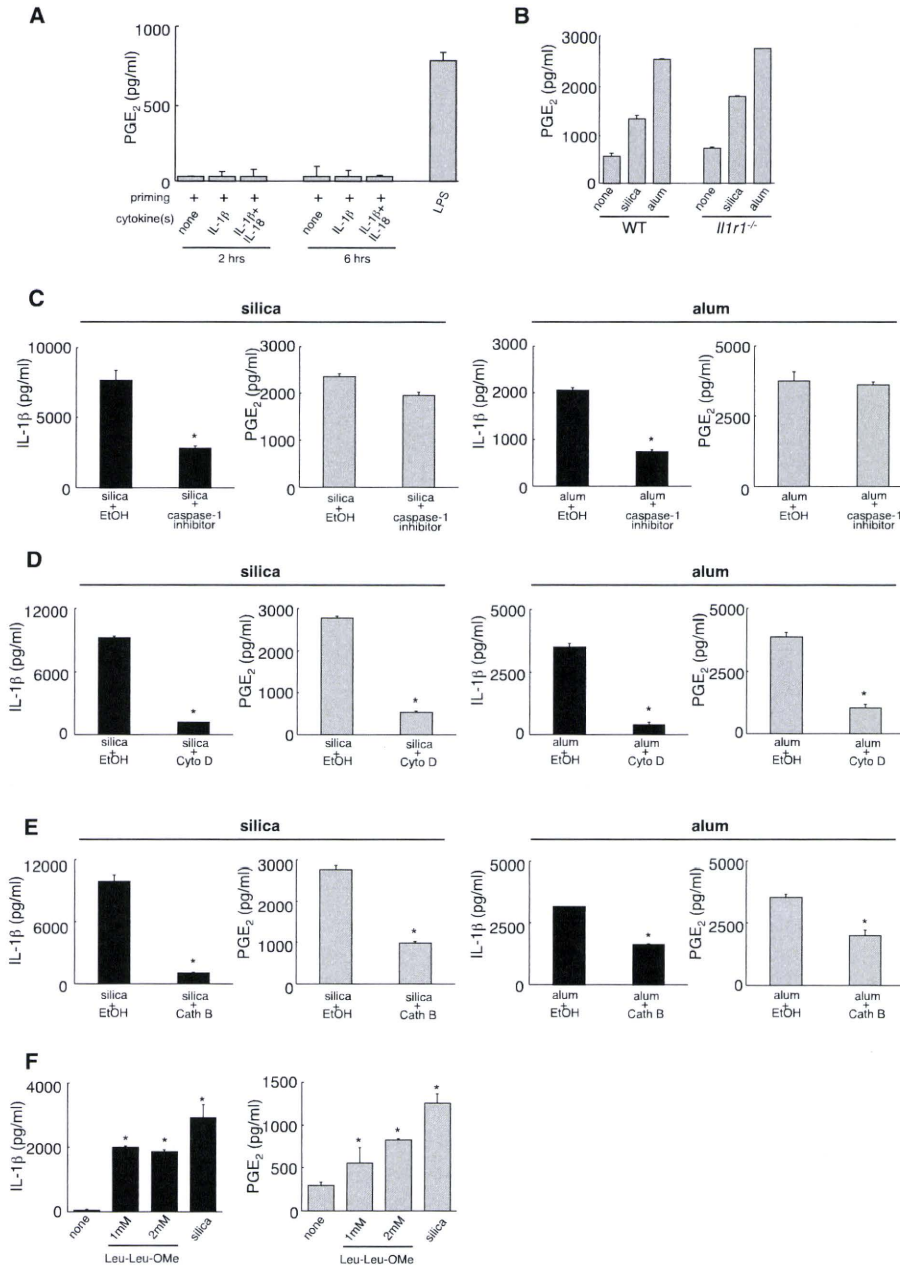 A
PGE2 (pg/ml)
1000
500
0
priming + + + + + +
cytokine(s) none IL-1β IL-1β+ IL-18 none IL-1β IL-1β+ IL-18 LPS
2 hrs 6 hrs
B
PGE2 (pg/ml)
3000
2000
1000
0
none silica alum none silica alum
WT Il1r1-/-
C
silica
IL-1β (pg/ml)
10000
5000
0
silica + EtOH
*
silica + caspase-1 inhibitor
PGE2 (pg/ml)
3000
2000
1000
0
silica + EtOH
silica + caspase-1 inhibitor
alum
IL-1β (pg/ml)
3000
2000
1000
0
alum + EtOH
*
alum + caspase-1 inhibitor
PGE2 (pg/ml)
5000
2500
0
alum + EtOH
alum + caspase-1 inhibitor
D
silica
IL-1β (pg/ml)
12000
6000
0
silica + EtOH
*
silica + Cyto D
PGE2 (pg/ml)
3000
2000
1000
0
silica + EtOH
*
silica + Cyto D
alum
IL-1β (pg/ml)
5000
2500
0
alum + EtOH
*
alum + Cyto D
PGE2 (pg/ml)
5000
2500
0
alum + EtOH
*
alum + Cyto D
E
silica
IL-1β (pg/ml)
12000
6000
0
silica + EtOH
*
silica + Cath B
PGE2 (pg/ml)
3000
2000
1000
0
silica + EtOH
*
silica + Cath B
alum
IL-1β (pg/ml)
5000
2500
0
alum + EtOH
*
alum + Cath B
PGE2 (pg/ml)
5000
2500
0
alum + EtOH
*
alum + Cath B
F
IL-1β (pg/ml)
4000
2000
0
* * *
none 1mM 2mM silica
Leu-Leu-OMe
PGE2 (pg/ml)
1500
1000
500
0
* * *
none 1mM 2mM silica
Leu-Leu-OMe